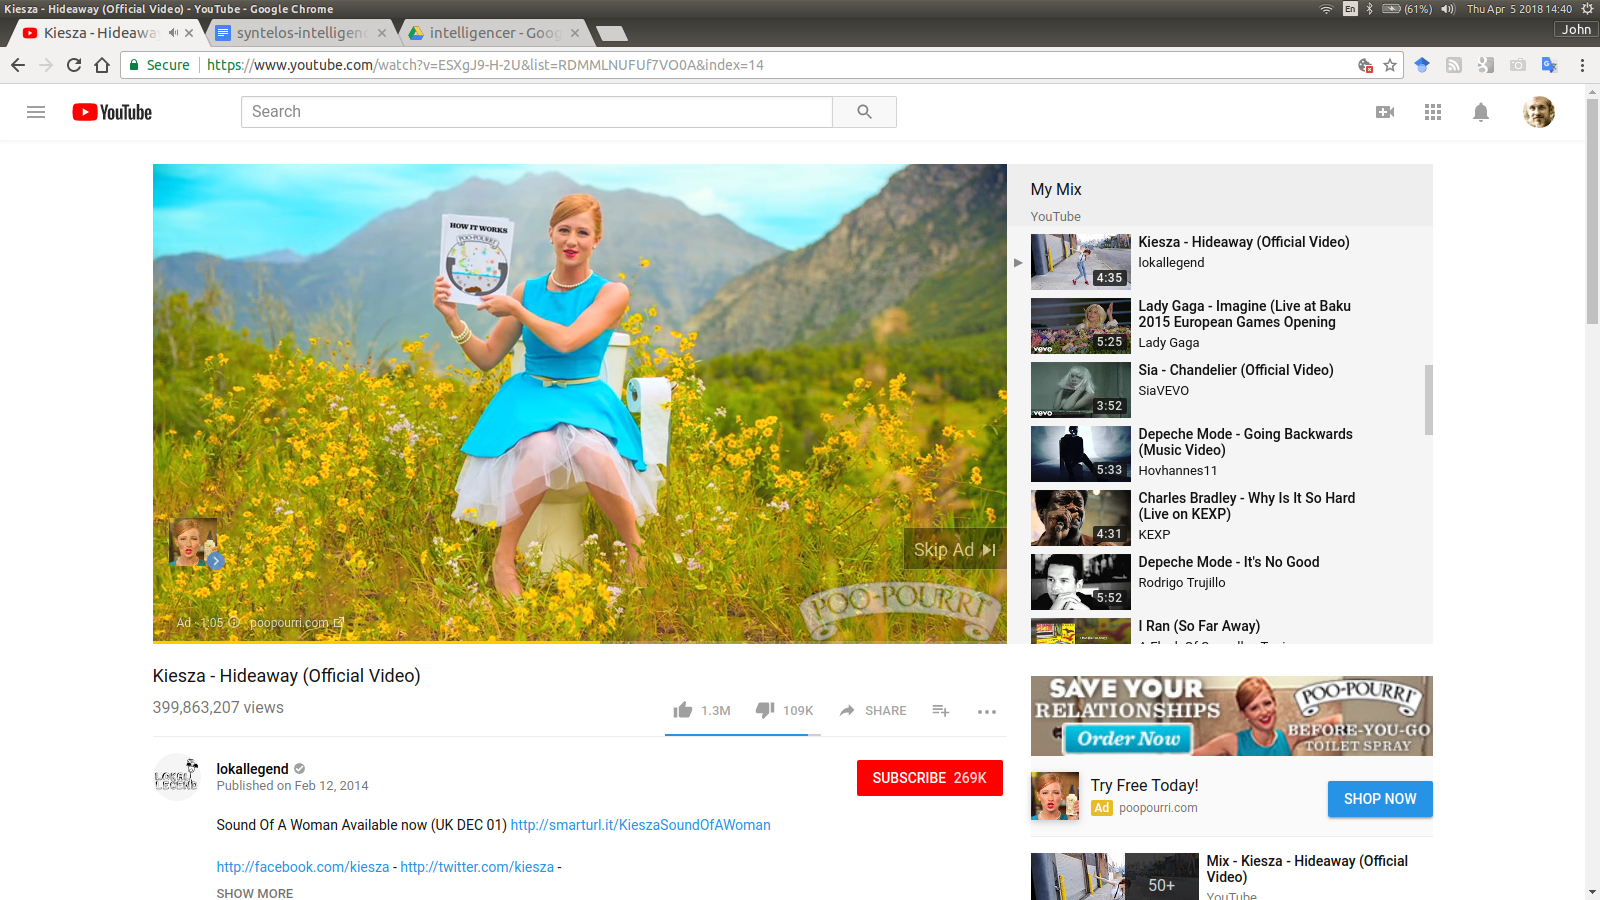 Kiesza - Hideaway (Official Video) - YouTube - Google Chrome
En
(61%)
Thu Apr 5 2018 14:40
Kiesza - Hideaway
syntelos-intelligenc
intelligencer - Goog
John
Secure
https://www.youtube.com/watch?v=ESXgJ9-H-2U&list=RDMMLNUFUf7VO0A&index=14
YouTube
Search
HOW IT WORKS
POO-POURRI
Skip Ad
POO-POURRI
Ad · 1:05
poopourri.com
My Mix
YouTube
Kiesza - Hideaway (Official Video)
lokallegend
4:35
Lady Gaga - Imagine (Live at Baku
2015 European Games Opening
Lady Gaga
5:25
vevo
Sia - Chandelier (Official Video)
SiaVEVO
3:52
vevo
Depeche Mode - Going Backwards
(Music Video)
Hovhannes11
5:33
Charles Bradley - Why Is It So Hard
(Live on KEXP)
KEXP
4:31
Depeche Mode - It's No Good
Rodrigo Trujillo
5:52
I Ran (So Far Away)
Kiesza - Hideaway (Official Video)
399,863,207 views
1.3M
109K
SHARE
LOKAL
LEGEND
lokallegend
Published on Feb 12, 2014
SUBSCRIBE 269K
Sound Of A Woman Available now (UK DEC 01) http://smarturl.it/KieszaSoundOfAWoman
http://facebook.com/kiesza - http://twitter.com/kiesza -
SHOW MORE
SAVE YOUR
RELATIONSHIPS
Order Now
POO-POURRI
BEFORE-YOU-GO
TOILET SPRAY
Try Free Today!
Ad poopourri.com
SHOP NOW
Mix - Kiesza - Hideaway (Official
Video)
YouTube
50+